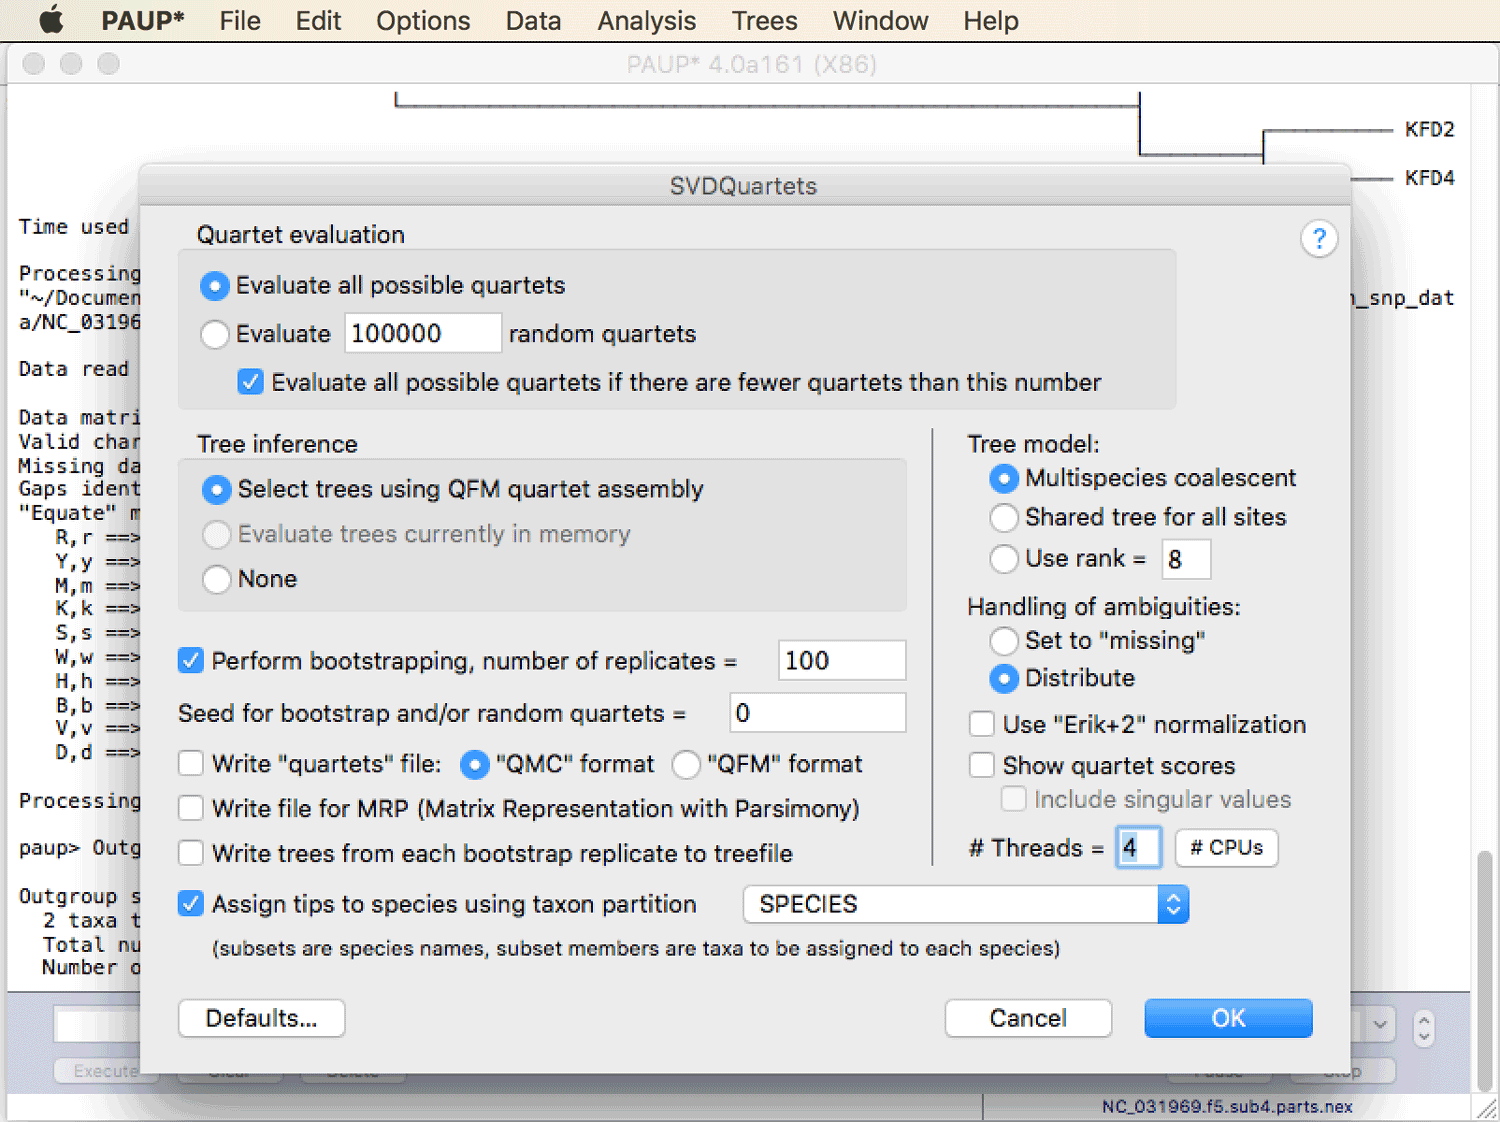 PAUP* File Edit Options Data Analysis Trees Window Help
PAUP* 4.0a161 (X86)
KFD2
KFD4
SVDQuartets
Time used
Quartet evaluation
?
Processing
Evaluate all possible quartets
"~/Documen
_snp_dat
a/NC_03196
Evaluate 100000 random quartets
Data read
Evaluate all possible quartets if there are fewer quartets than this number
Data matri
Valid char
Missing da
Gaps ident
"Equate" m
R,r ==>
Y,y ==>
M,m ==>
K,k ==>
S,s ==>
W,w ==>
H,h ==>
B,b ==>
V,v ==>
D,d ==>
Processing
paup> Outg
Outgroup s
2 taxa t
Total nu
Number o
Tree inference
Select trees using QFM quartet assembly
Evaluate trees currently in memory
None
Tree model:
Multispecies coalescent
Shared tree for all sites
Use rank = 8
Handling of ambiguities:
Set to "missing"
Distribute
Use "Erik+2" normalization
Show quartet scores
Include singular values
# Threads = 4 # CPUs
Perform bootstrapping, number of replicates = 100
Seed for bootstrap and/or random quartets = 0
Write "quartets" file: "QMC" format "QFM" format
Write file for MRP (Matrix Representation with Parsimony)
Write trees from each bootstrap replicate to treefile
Assign tips to species using taxon partition SPECIES
(subsets are species names, subset members are taxa to be assigned to each species)
Defaults... Cancel OK
Execute Clear Delete Pause Stop
NC_031969.f5.sub4.parts.nex